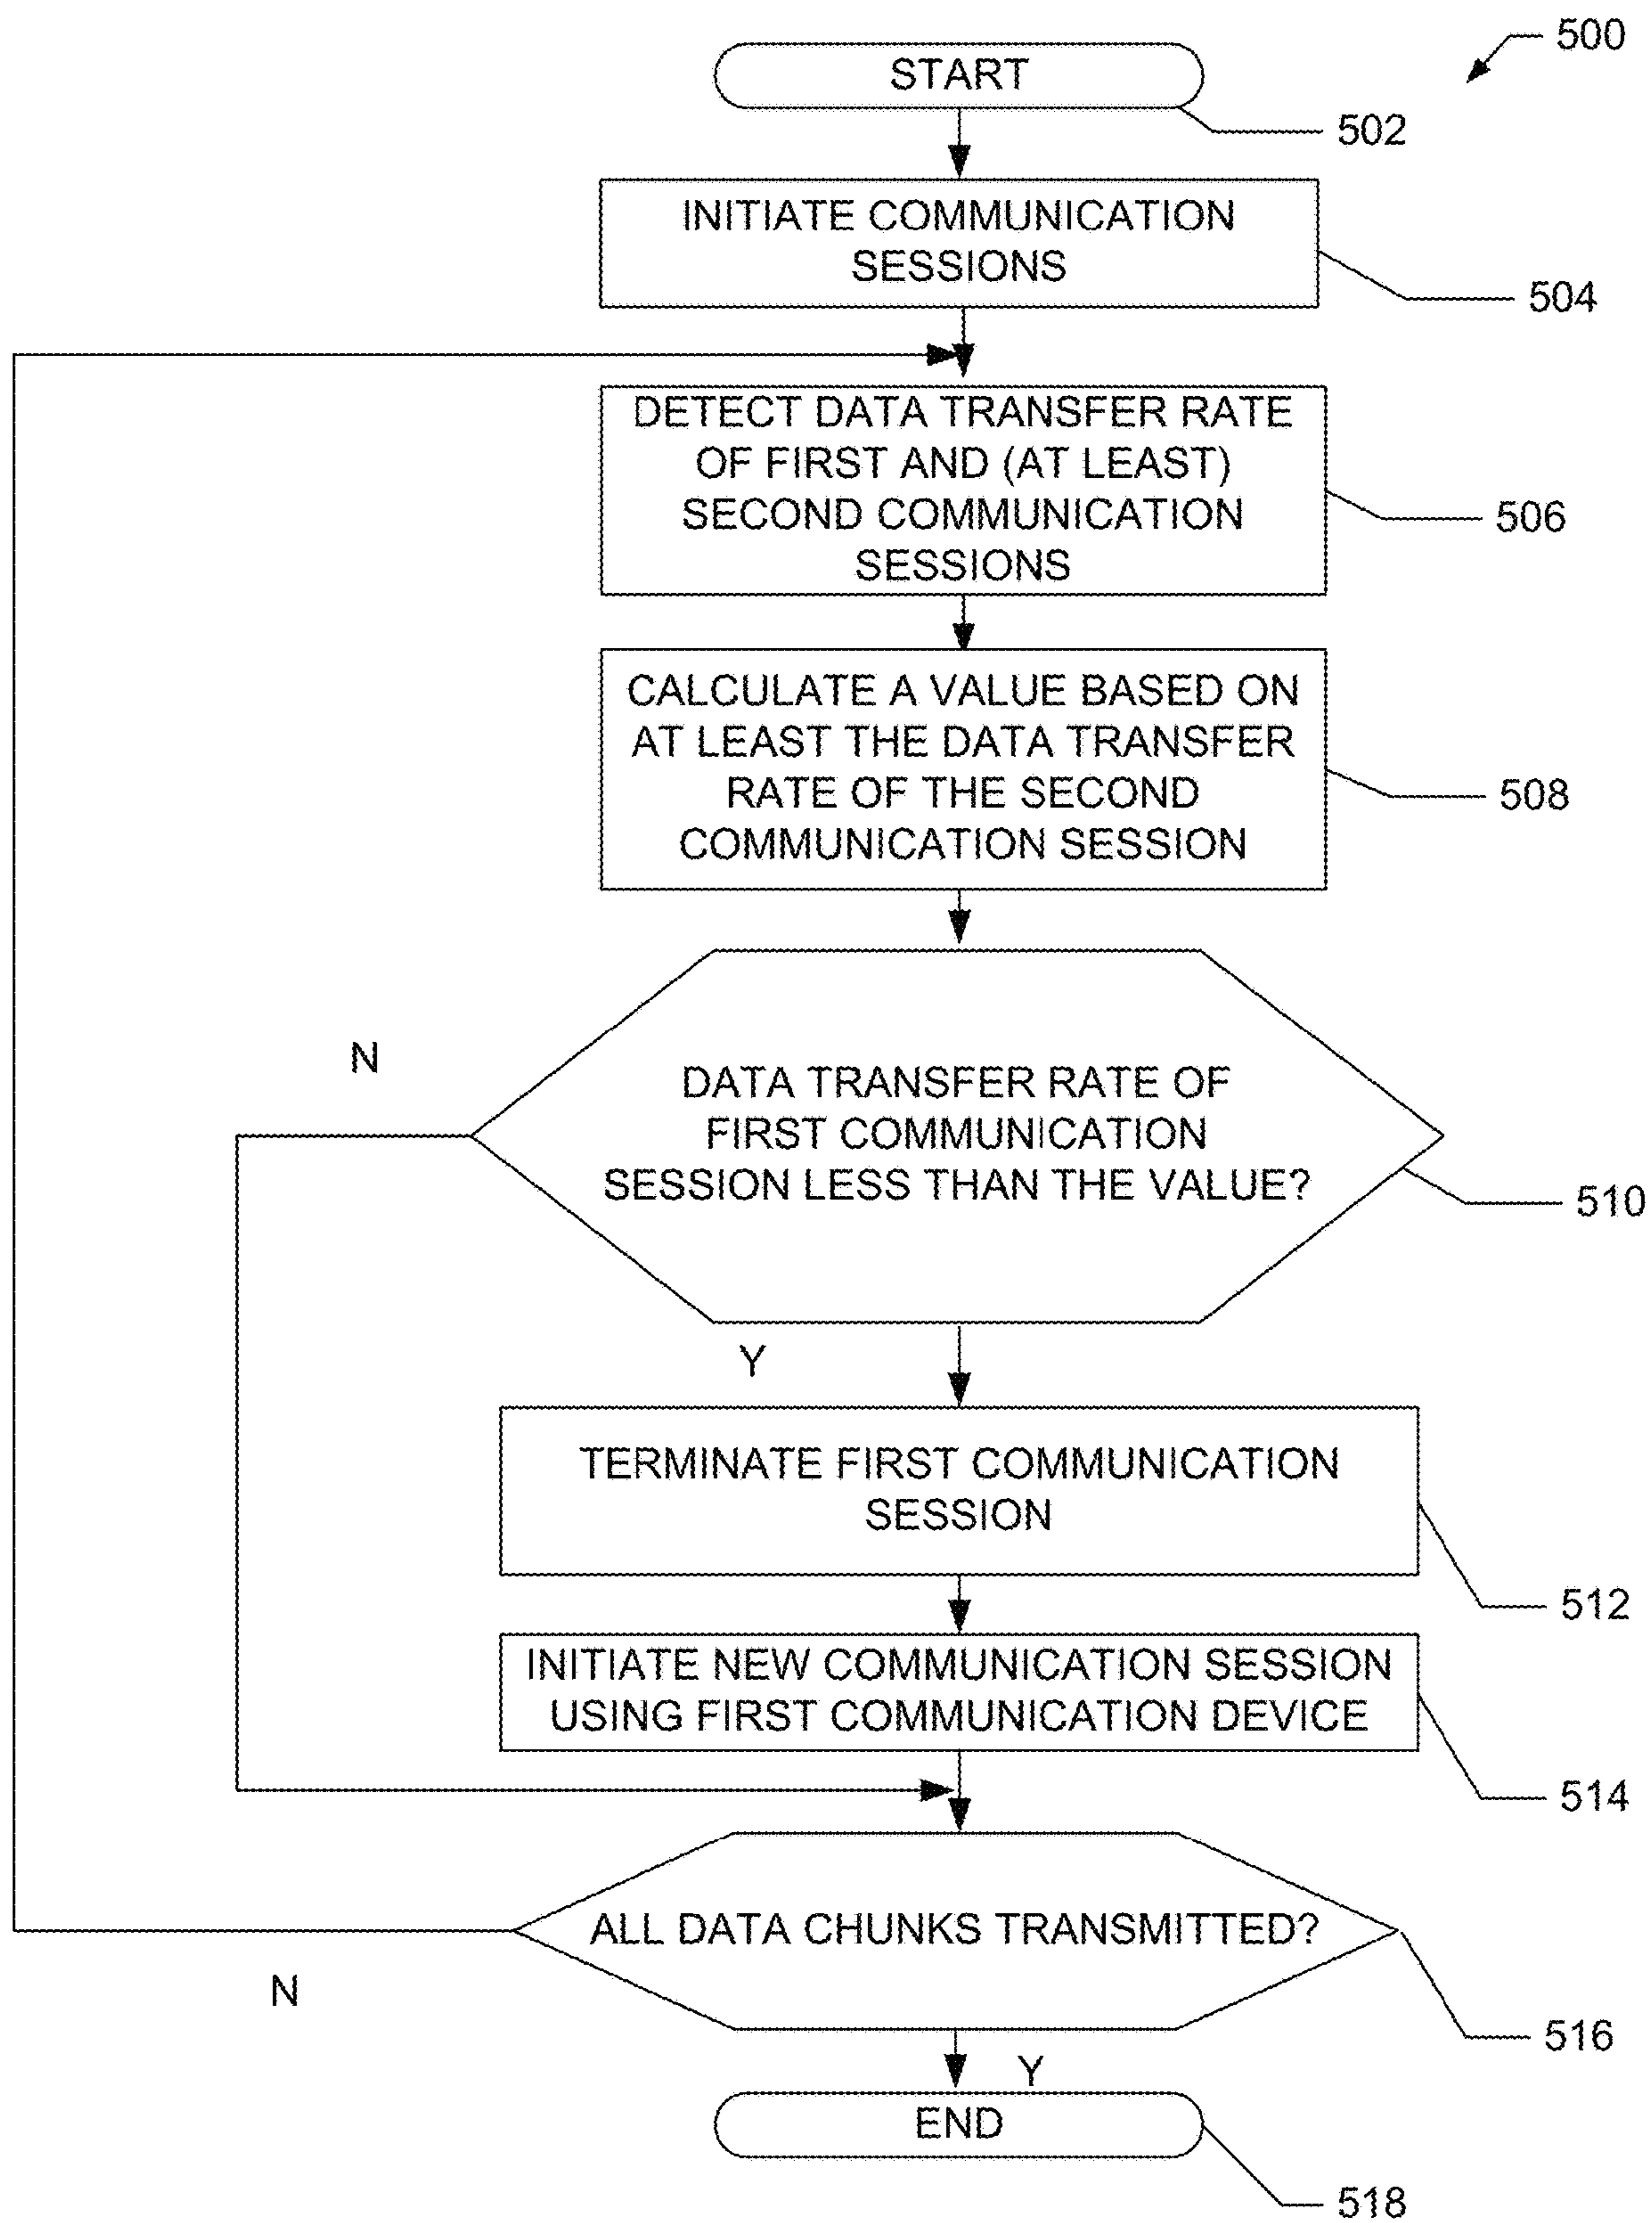 500
START
502
INITIATE COMMUNICATION
SESSIONS
504
DETECT DATA TRANSFER RATE
OF FIRST AND (AT LEAST)
SECOND COMMUNICATION
SESSIONS
506
CALCULATE A VALUE BASED ON
AT LEAST THE DATA TRANSFER
RATE OF THE SECOND
COMMUNICATION SESSION
508
N
DATA TRANSFER RATE OF
FIRST COMMUNICATION
SESSION LESS THAN THE VALUE?
510
Y
TERMINATE FIRST COMMUNICATION
SESSION
512
INITIATE NEW COMMUNICATION SESSION
USING FIRST COMMUNICATION DEVICE
514
ALL DATA CHUNKS TRANSMITTED?
N
516
Y
END
518